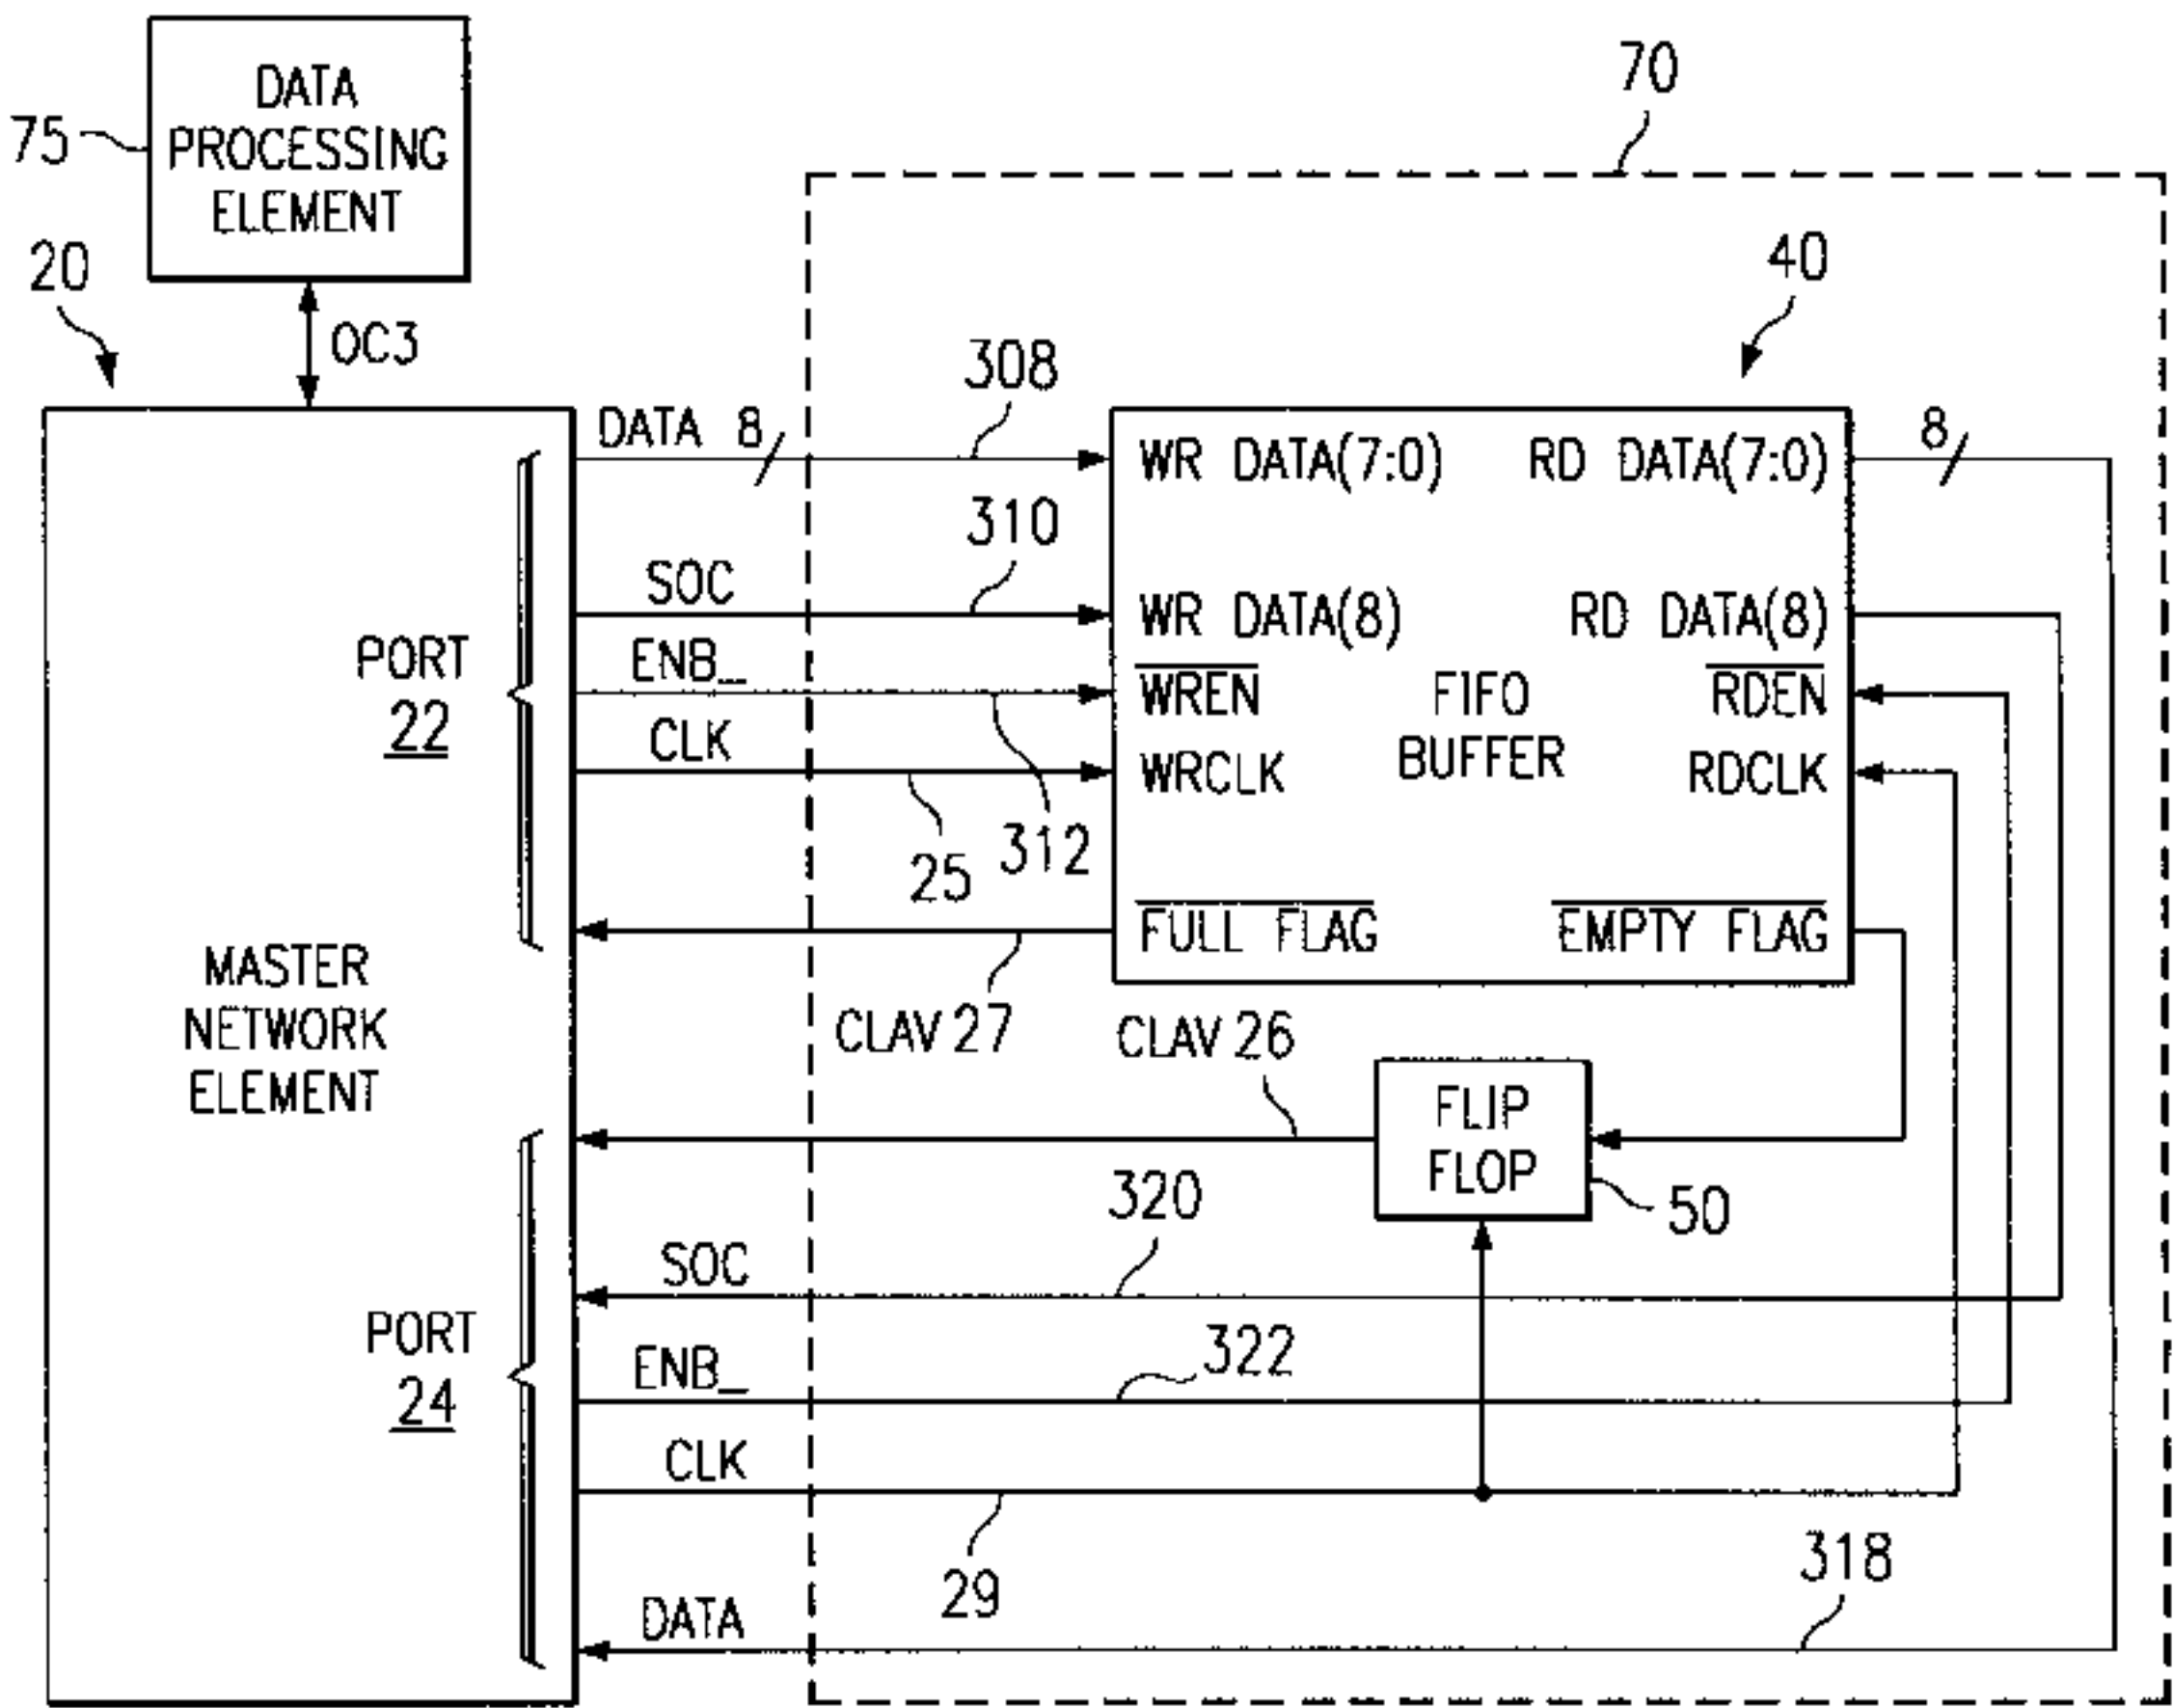 70
DATA
PROCESSING
ELEMENT
75
20
40
OC3
308
DATA 8
WR DATA(7:0) RD DATA(7:0)
8
310
SOC
WR DATA(8) RD DATA(8)
PORT
22
ENB_
WREN FIFO RDEN
BUFFER
CLK
WRCLK RDCLK
312
25
FULL FLAG EMPTY FLAG
MASTER
NETWORK
ELEMENT
CLAV 27
CLAV 26
FLIP
FLOP
50
320
SOC
PORT
24
322
ENB_
CLK
29
318
DATA